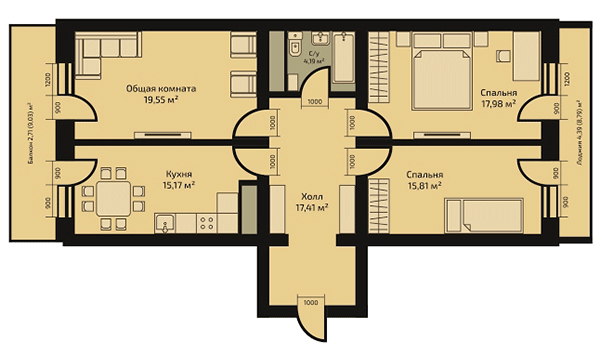 Общая комната
19,55 м²
С/у
4,19 м²
Спальня
17,98 м²
Кухня
15,17 м²
Холл
17,41 м²
Спальня
15,81 м²
Балкон 2,71 (9,03) м²
Лоджия 4,39 (8,79) м²
1200
900
900
900
1000
1000
1000
1000
1000
1000
1200
900
900
900